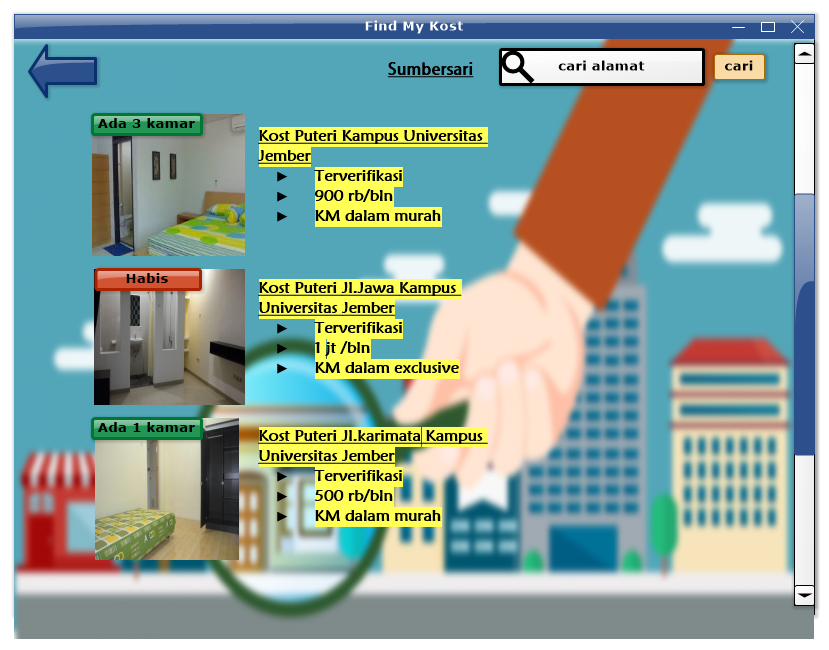 Find My Kost
Sumbersari
cari alamat
cari
Ada 3 kamar
Kost Puteri Kampus Universitas
Jember
► Terverifikasi
► 900 rb/bln
► KM dalam murah
Habis
Kost Puteri Jl.Jawa Kampus
Universitas Jember
► Terverifikasi
► 1 jt /bln
► KM dalam exclusive
Ada 1 kamar
Kost Puteri Jl.karimata Kampus
Universitas Jember
► Terverifikasi
► 500 rb/bln
► KM dalam murah